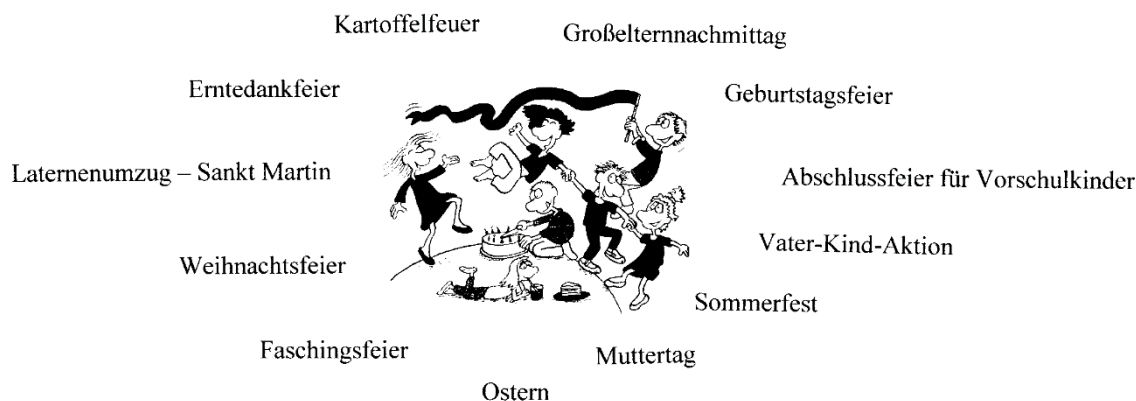 Kartoffelfeuer
Großelternnachmittag
Erntedankfeier
Geburtstagsfeier
Laternenumzug – Sankt Martin
Abschlussfeier für Vorschulkinder
Weihnachtsfeier
Vater-Kind-Aktion
Sommerfest
Faschingsfeier
Muttertag
Ostern